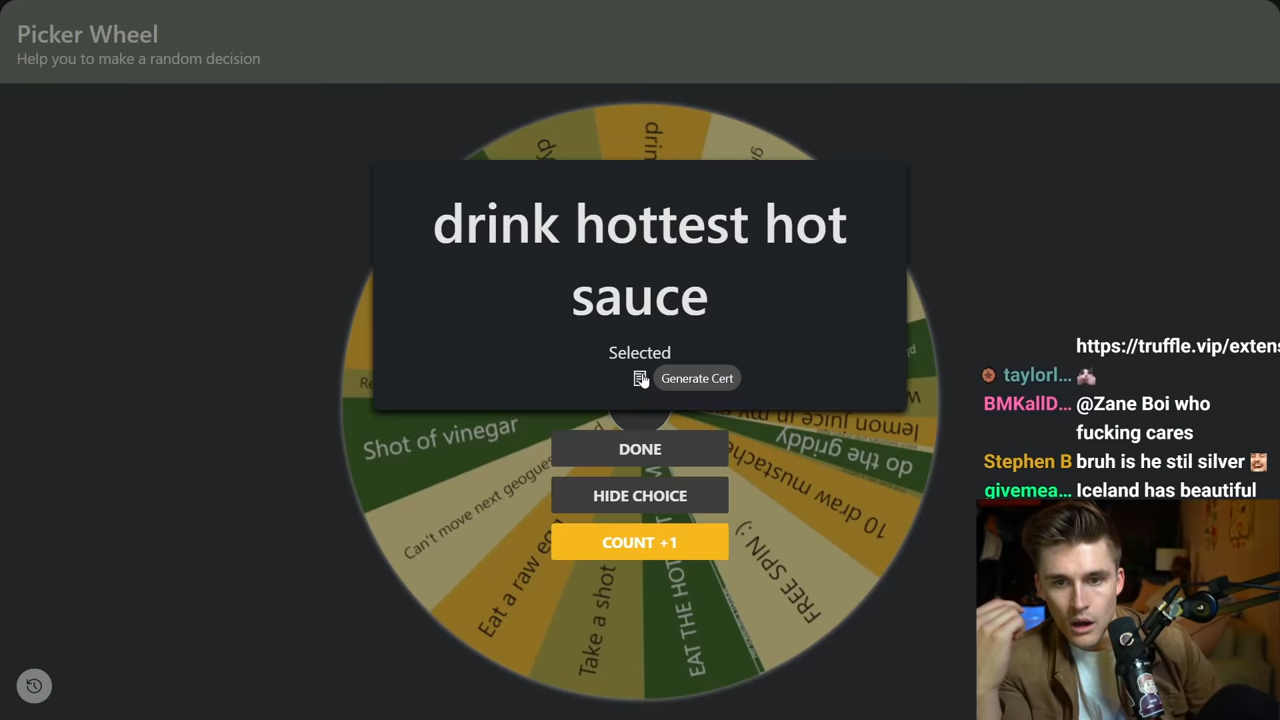 Picker Wheel
Help you to make a random decision
drink hottest hot
sauce
Selected
Generate Cert
DONE
HIDE CHOICE
COUNT +1
Shot of vinegar
Can't move next geogues
Eat a raw
Take a shot
EAT THE HOT
FREE SPIN ;)
10 draw mustache
do the griddy
lemon juice in my
https://truffle.vip/extens
taylorl...
BMKallD... @Zane Boi who
fucking cares
Stephen B bruh is he stil silver
givemea... Iceland has beautiful